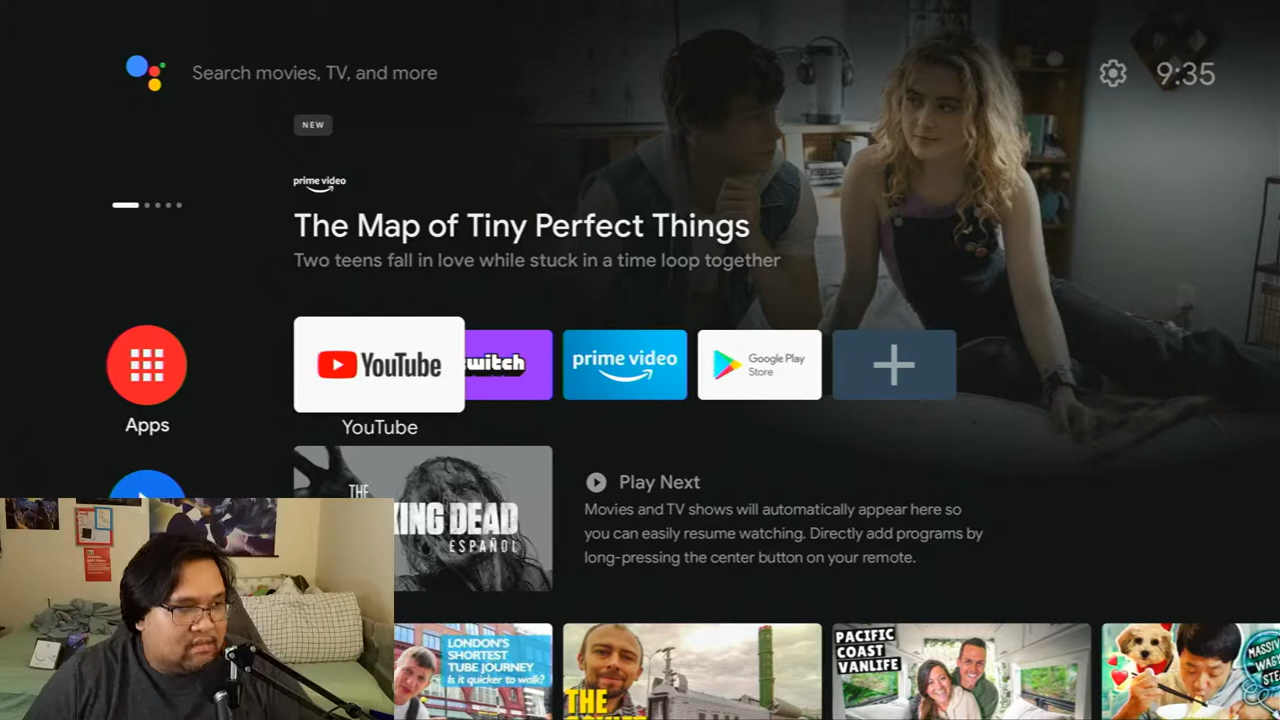 Search movies, TV, and more
9:35
NEW
prime video
The Map of Tiny Perfect Things
Two teens fall in love while stuck in a time loop together
YouTube
witch
prime video
Google Play
Store
Apps
YouTube
THE
KING DEAD
ESPAÑOL
Play Next
Movies and TV shows will automatically appear here so
you can easily resume watching. Directly add programs by
long-pressing the center button on your remote.
LONDON'S
SHORTEST
TUBE JOURNEY
Is it quicker to walk?
THE
PACIFIC
COAST
VANLIFE
MASSIVE